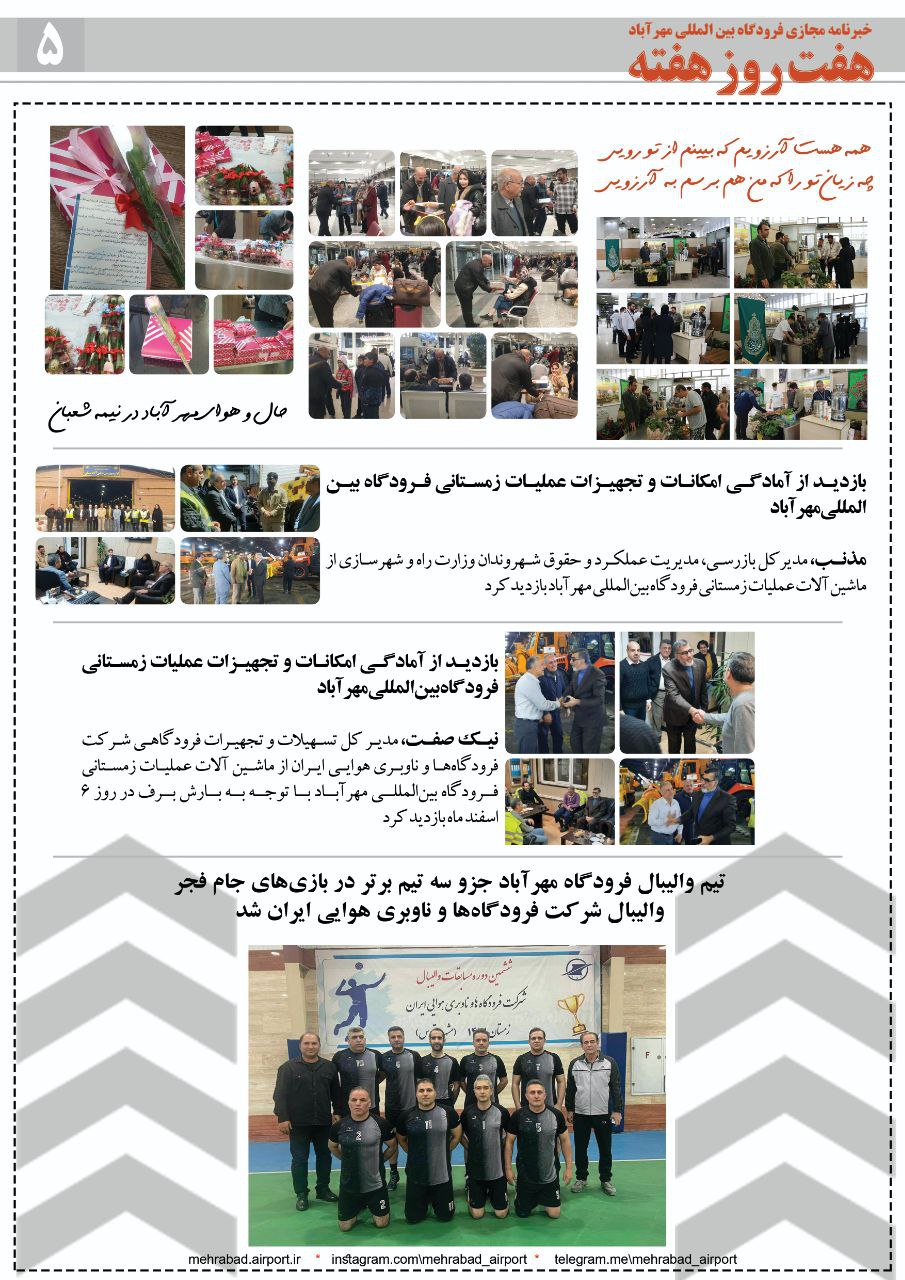 خبرنامه مجازی فرودگاه بین المللی مهرآباد
هفت روز هفته
۵
همه هست آرزویم که ببینم از تو رویی
چه زیان تو را که من هم برسم به آرزویی
حال و هوای مهرآباد در نیمه شعبان
بازدید از آمادگی امکانات و تجهیزات عملیات زمستانی فرودگاه بین
المللی‌مهرآباد
مذنب، مدیر کل بازرسی، مدیریت عملکرد و حقوق شهروندان وزارت راه و شهرسازی از
ماشین آلات عملیات زمستانی فرودگاه بین‌المللی مهرآباد بازدید کرد
بازدید از آمادگی امکانات و تجهیزات عملیات زمستانی
فرودگاه‌بین‌المللی‌مهرآباد
نیک صفت، مدیر کل تسهیلات و تجهیرات فرودگاهی شرکت
فرودگاه‌ها و ناوبری هوایی ایران از ماشین آلات عملیات زمستانی
فرودگاه بین‌المللی مهرآباد با توجه به بارش برف در روز ۶
اسفندماه بازدید کرد
تیم والیبال فرودگاه مهرآباد جزو سه تیم برتر در بازی‌های جام فجر
والیبال شرکت فرودگاه‌ها و ناوبری هوایی ایران شد
ششمین دوره مسابقات والیبال
شرکت فرودگاه ها و ناوبری هوایی ایران
زمستان
mehrabad.airport.ir * instagram.com\mehrabad_airport * telegram.me\mehrabad_airport